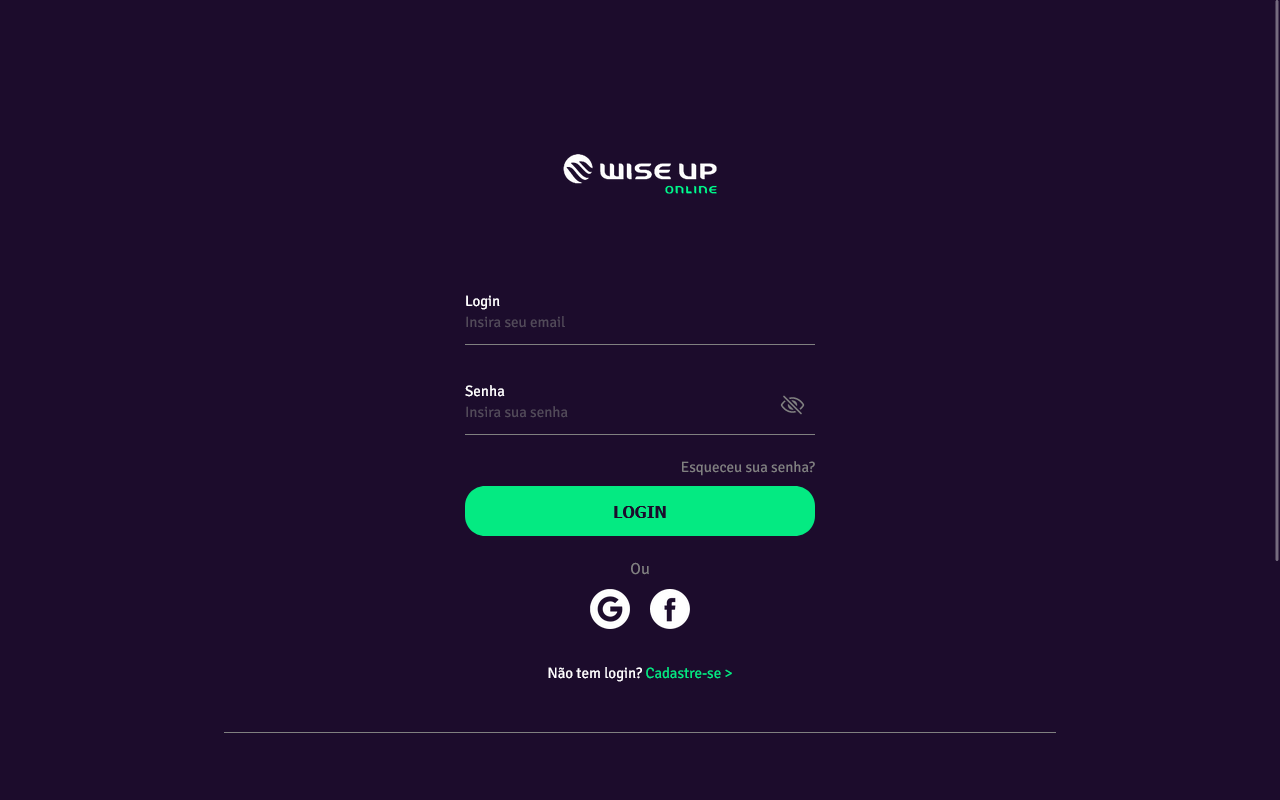 WISE UP
ONLINE
Login
Insira seu email
Senha
Insira sua senha
Esqueceu sua senha?
LOGIN
Ou
Não tem login? Cadastre-se >